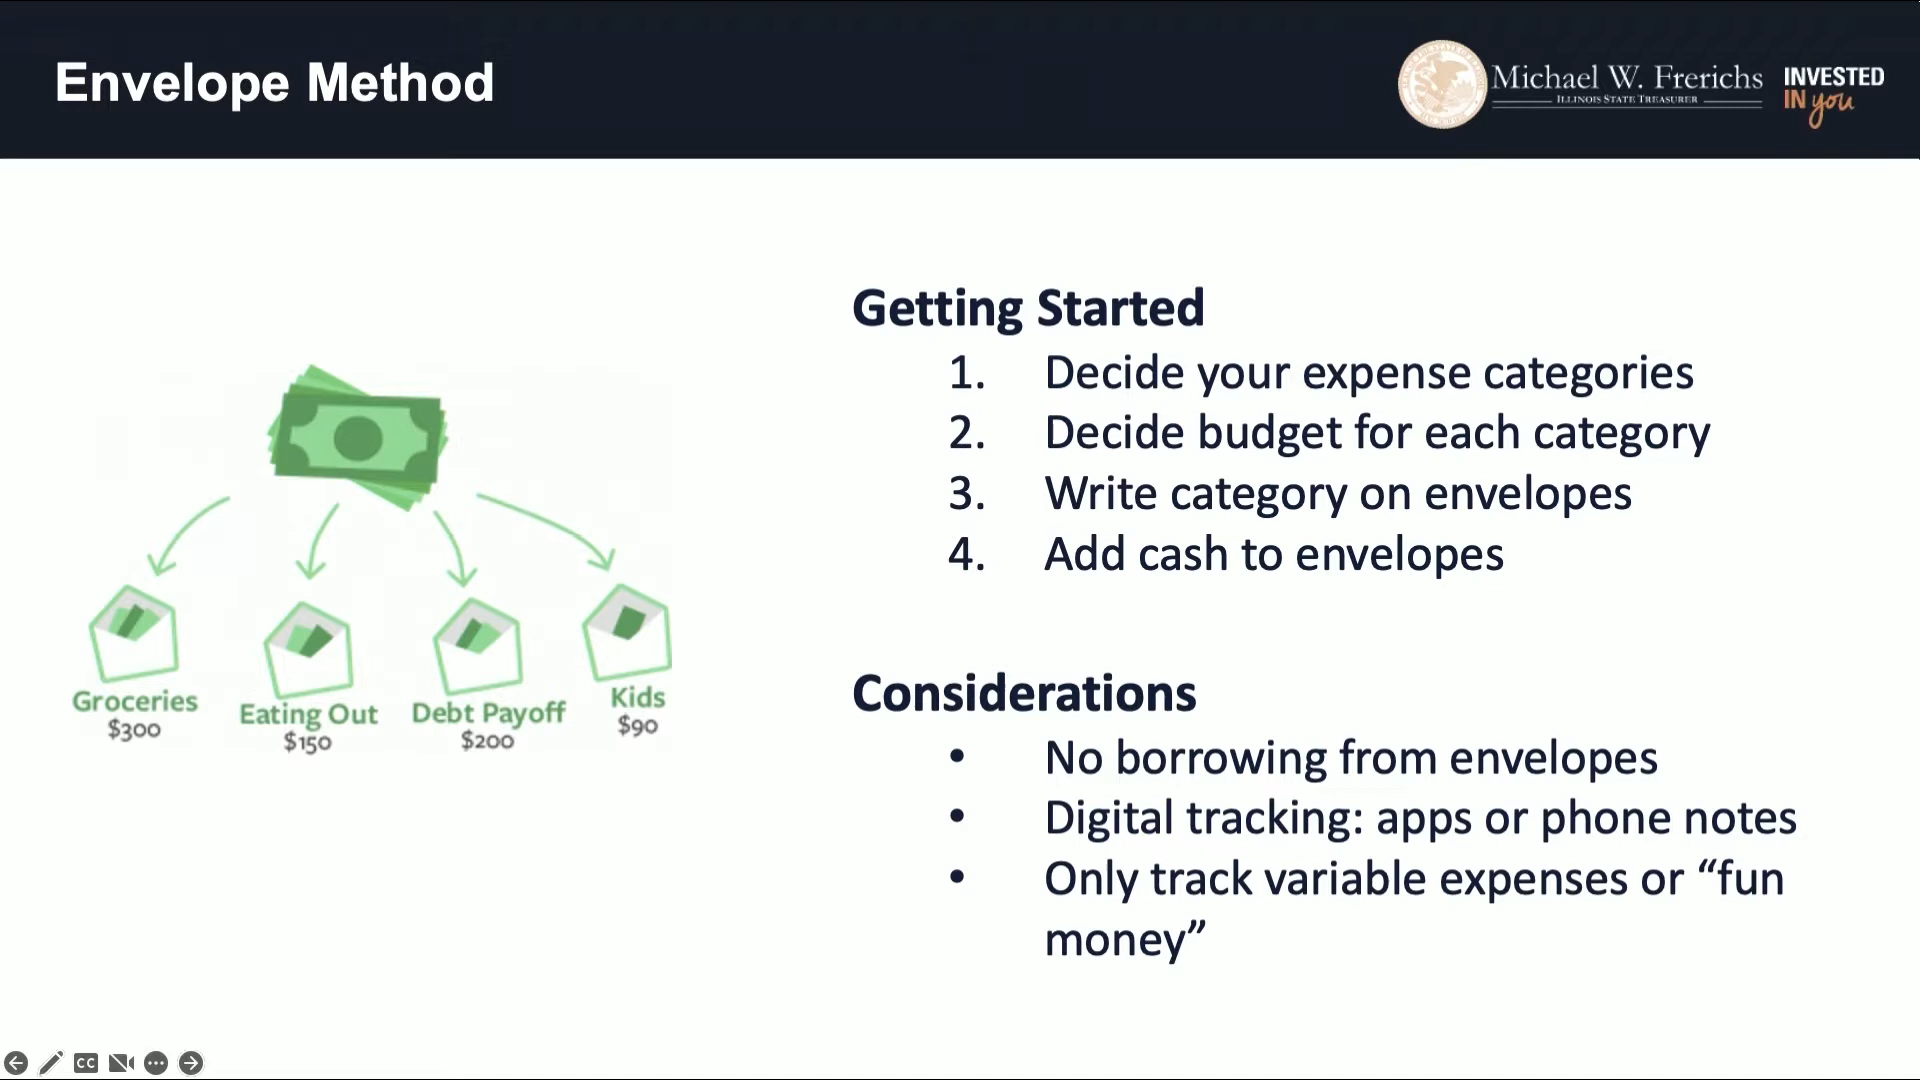 Envelope Method
Michael W. Frerichs
ILLINOIS STATE TREASURER
INVESTED
IN you
Getting Started
1. Decide your expense categories
2. Decide budget for each category
3. Write category on envelopes
4. Add cash to envelopes
Groceries
$300
Eating Out
$150
Debt Payoff
$200
Kids
$90
Considerations
• No borrowing from envelopes
• Digital tracking: apps or phone notes
• Only track variable expenses or “fun
money”
CC